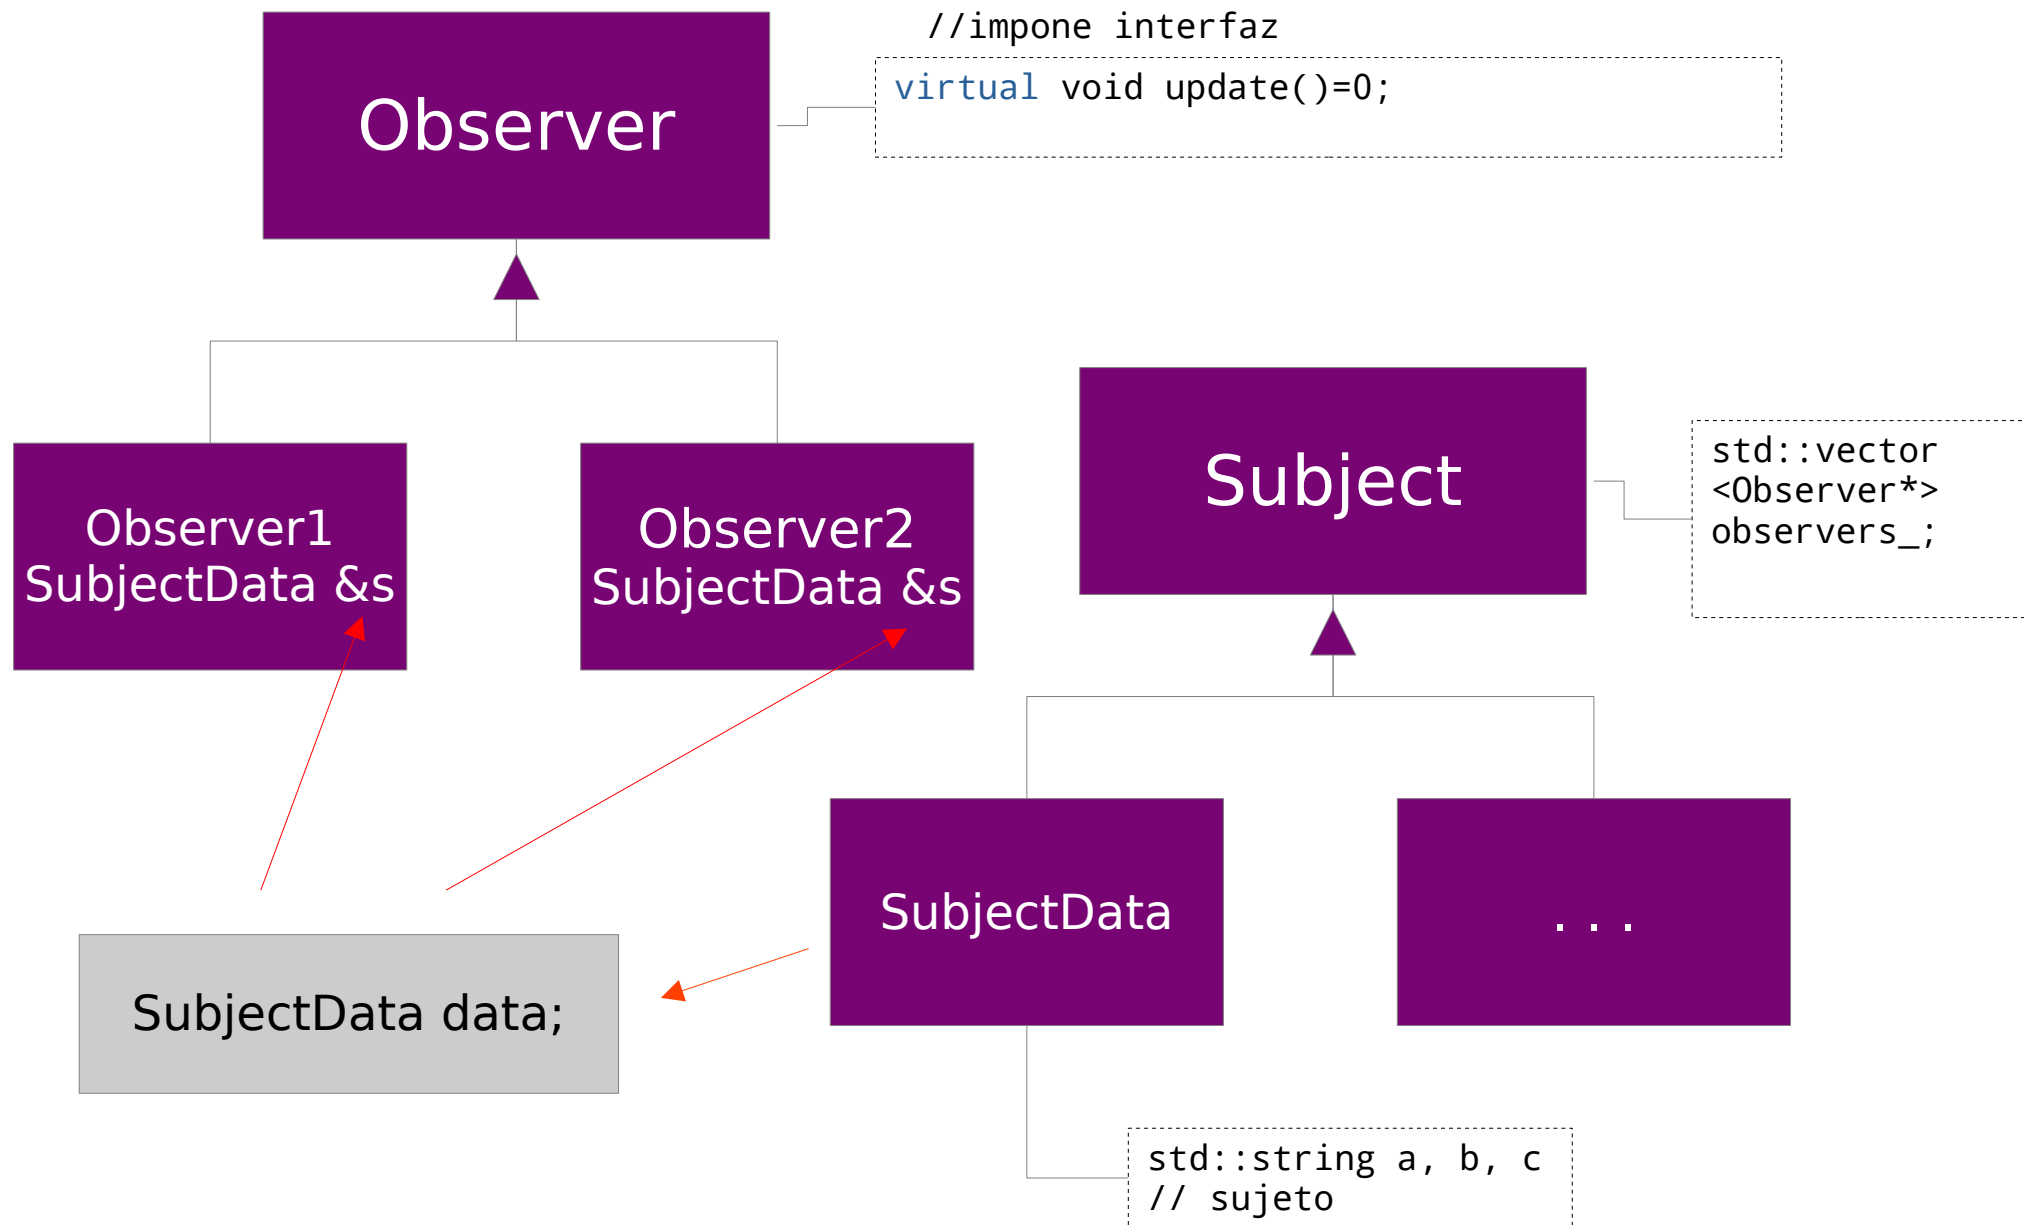 //impone interfaz
virtual void update()=0;
Observer
Observer1
SubjectData &s
Observer2
SubjectData &s
Subject
std::vector
<Observer*>
observers_;
SubjectData
. . .
SubjectData data;
std::string a, b, c
// sujeto